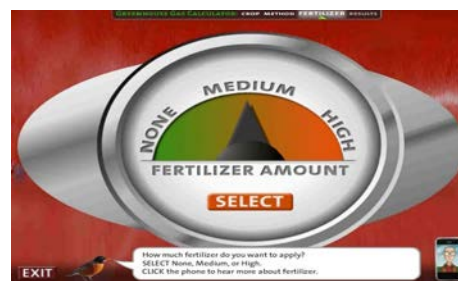 GREENHOUSE GAS CALCULATOR: CROP METHOD FERTILIZER RESULTS
NONE MEDIUM HIGH
FERTILIZER AMOUNT
SELECT
How much fertilizer do you want to apply?
SELECT None, Medium, or High.
CLICK the phone to hear more about fertilizer.
EXIT